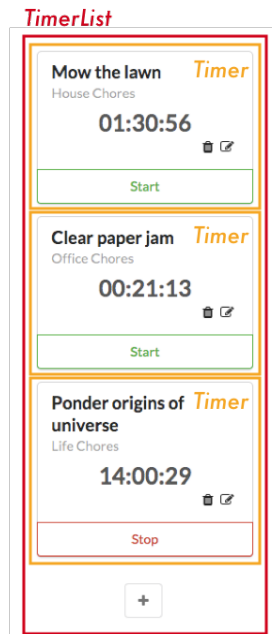 TimerList
Mow the lawn Timer
House Chores
01:30:56
Start
Clear paper jam Timer
Office Chores
00:21:13
Start
Ponder origins of Timer
universe
Life Chores
14:00:29
Stop
+